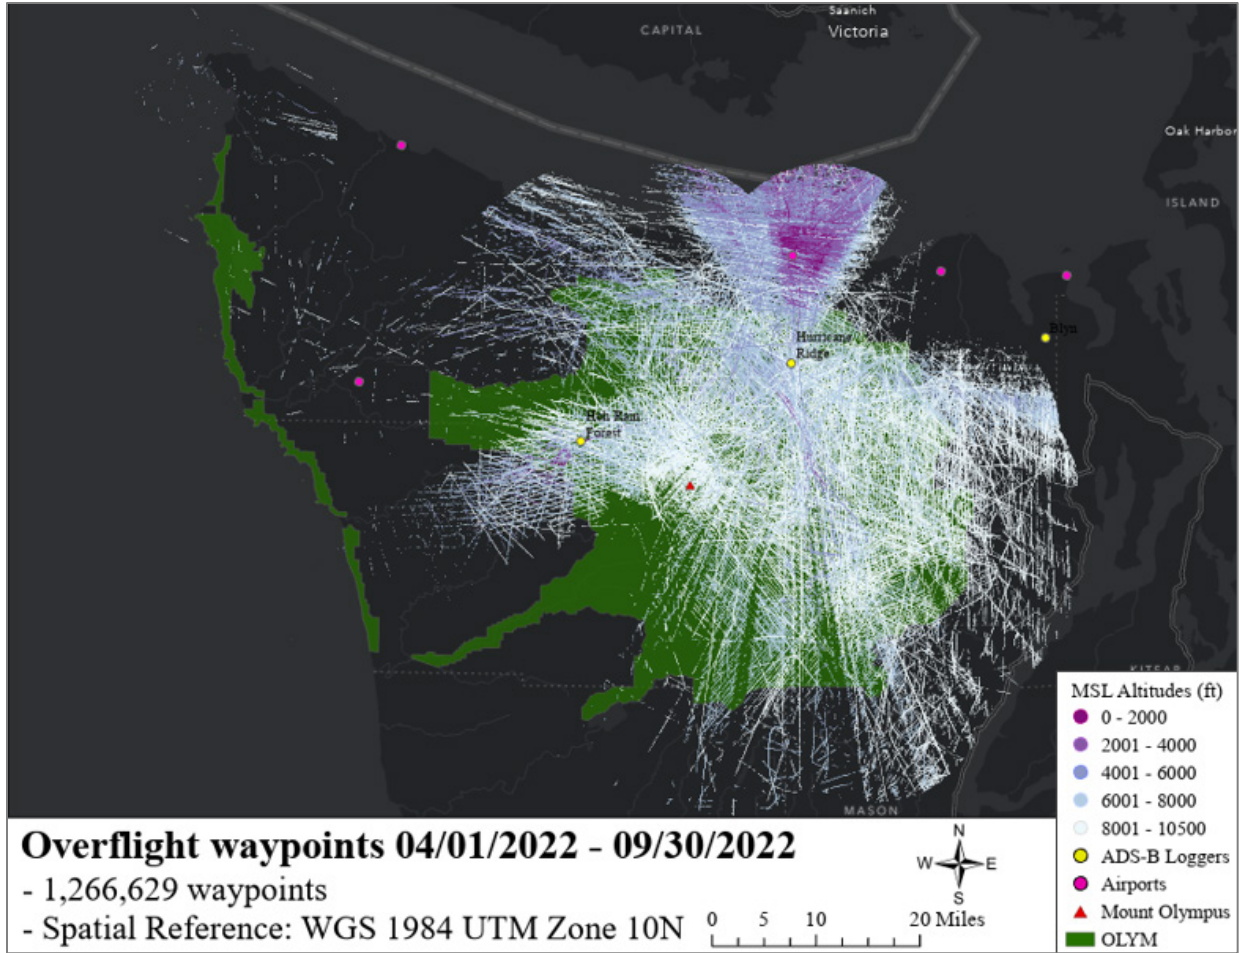 Saanich
CAPITAL
Victoria
Oak Harbor
ISLAND
Hurricane
Ridge
Blyn
Hoh Rain
Forest
KITSAP
MASON
MSL Altitudes (ft)
0 - 2000
2001 - 4000
4001 - 6000
6001 - 8000
8001 - 10500
ADS-B Loggers
Airports
Mount Olympus
OLYM
Overflight waypoints 04/01/2022 - 09/30/2022
- 1,266,629 waypoints
- Spatial Reference: WGS 1984 UTM Zone 10N
N
W E
S
0 5 10 20 Miles